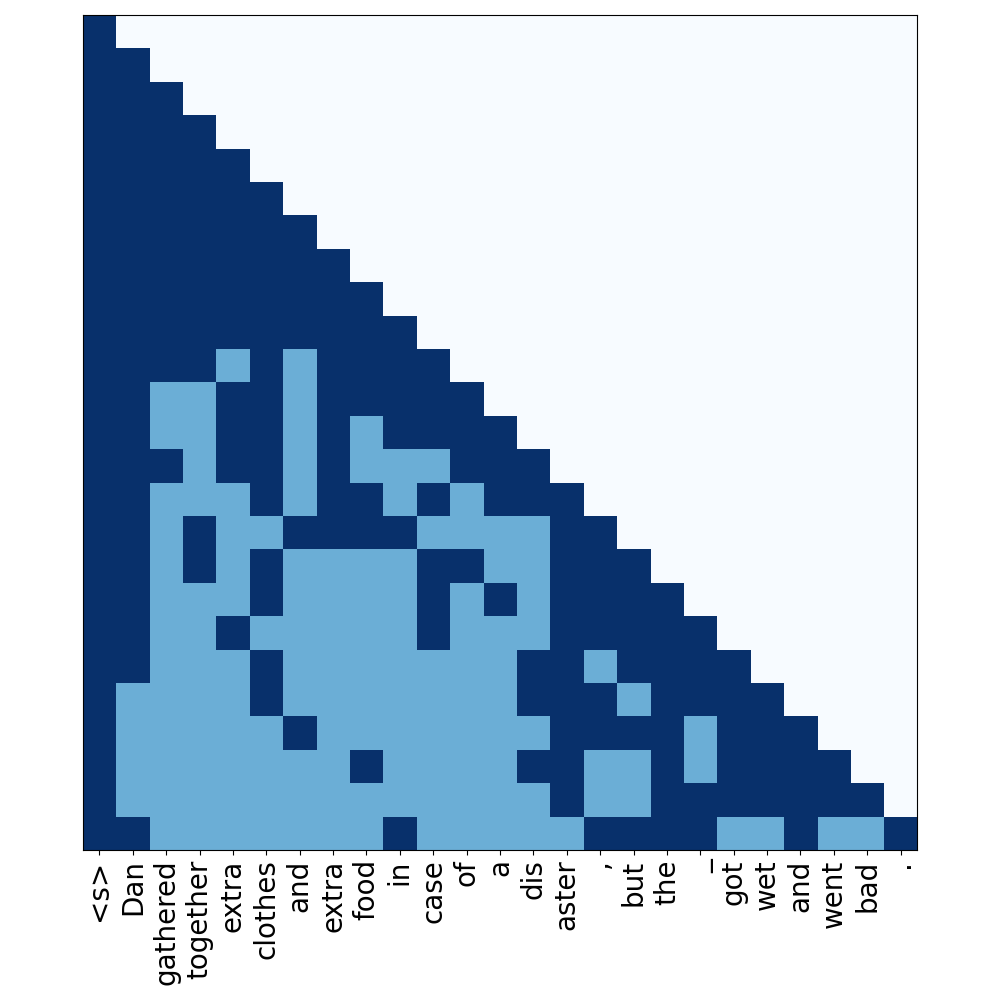 <s> Dan gathered together extra clothes and extra food in case of a dis aster , but the _ got wet and went bad .